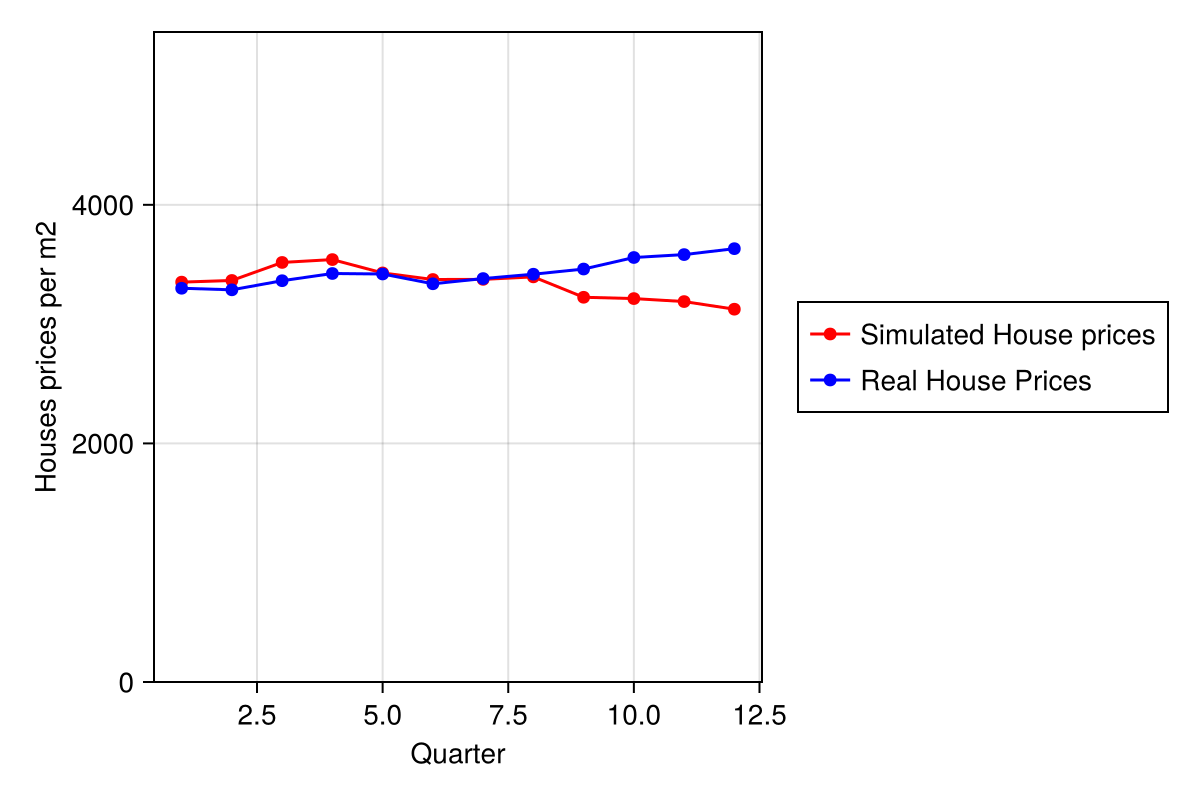 Houses prices per m2
4000
2000
0
2.5 5.0 7.5 10.0 12.5
Quarter
Simulated House prices
Real House Prices